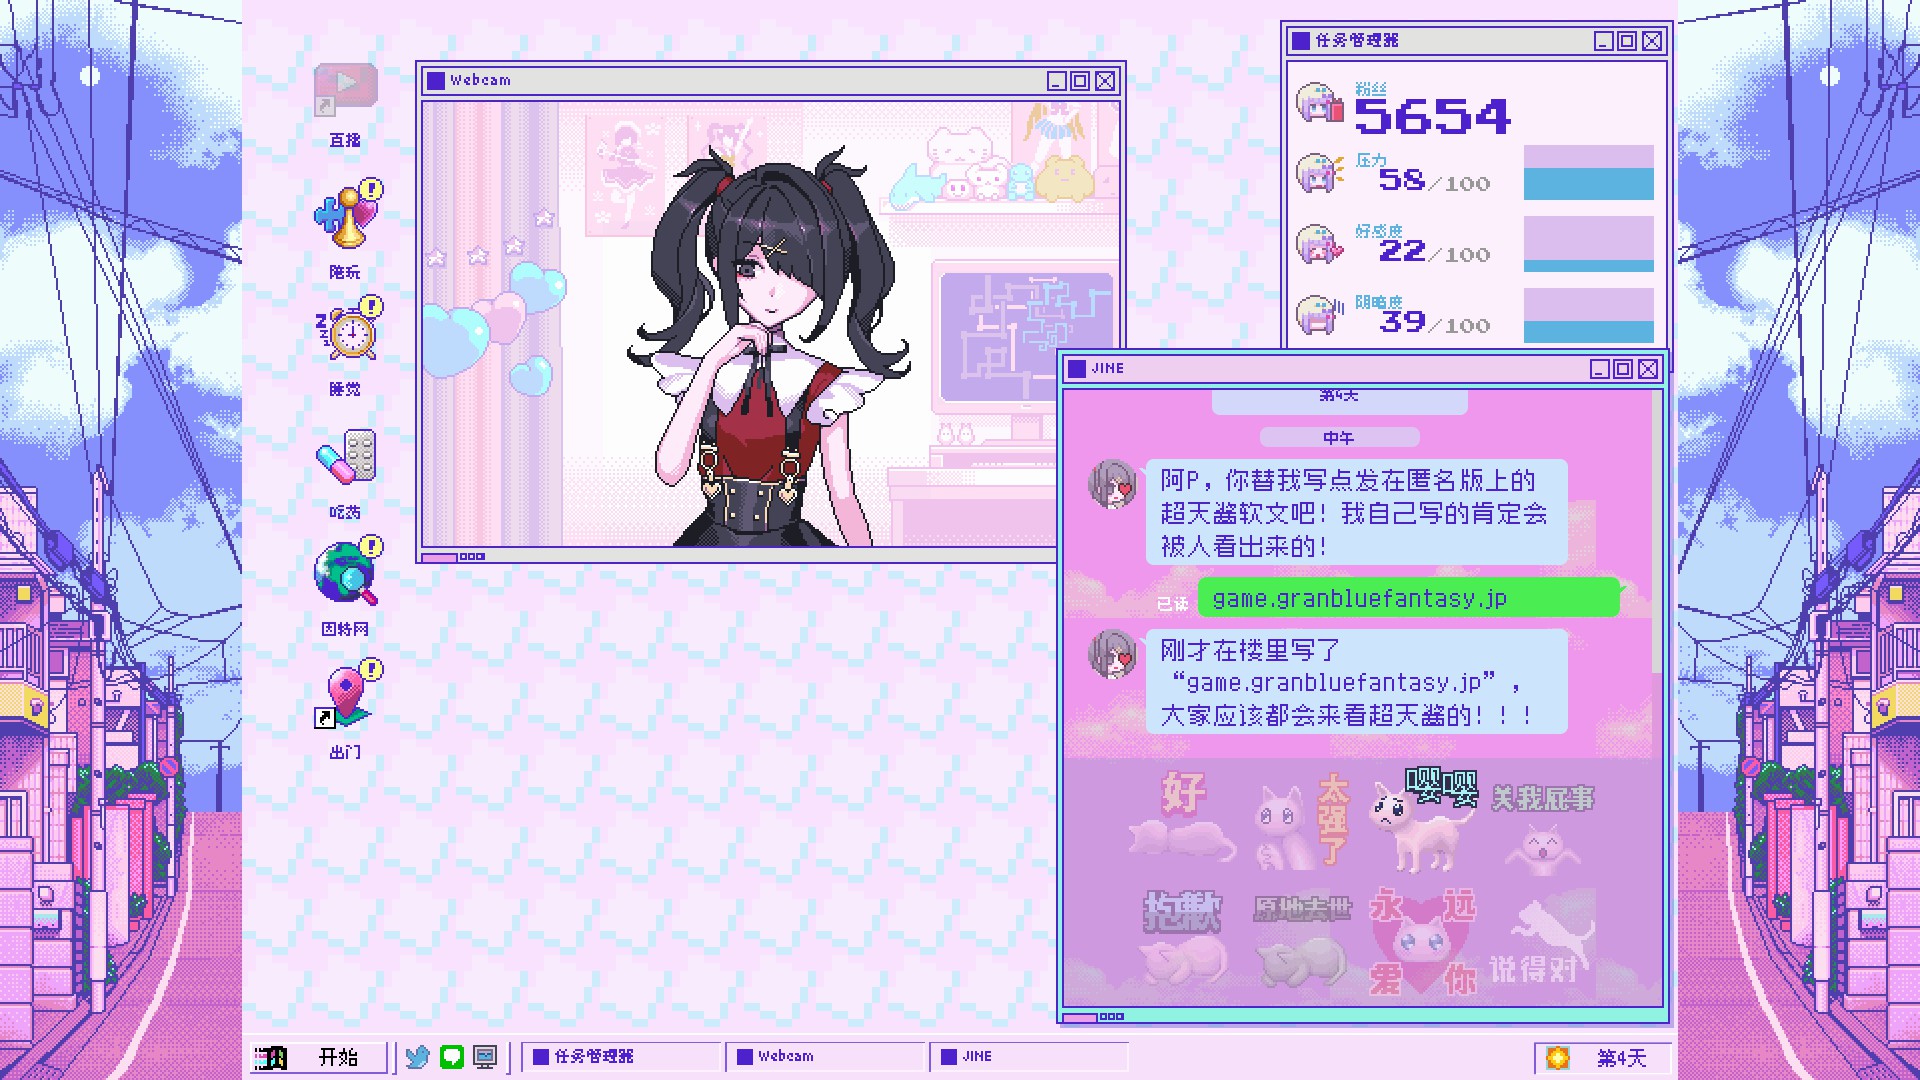 直播
陪玩
睡觉
吃药
因特网
出门
Webcam
任务管理器
粉丝
5654
压力
58/100
好感度
22/100
阴暗度
39/100
JINE
第4天
中午
阿P，你替我写点发在匿名版上的
超天酱软文吧！我自己写的肯定会
被人看出来的！
已读
game.granbluefantasy.jp
刚才在楼里写了
“game.granbluefantasy.jp”，
大家应该都会来看超天酱的！！！
好
太强了
嘤嘤
关我屁事
抱歉
原地去世
永远
爱你
说得对
开始
任务管理器
Webcam
JINE
第4天